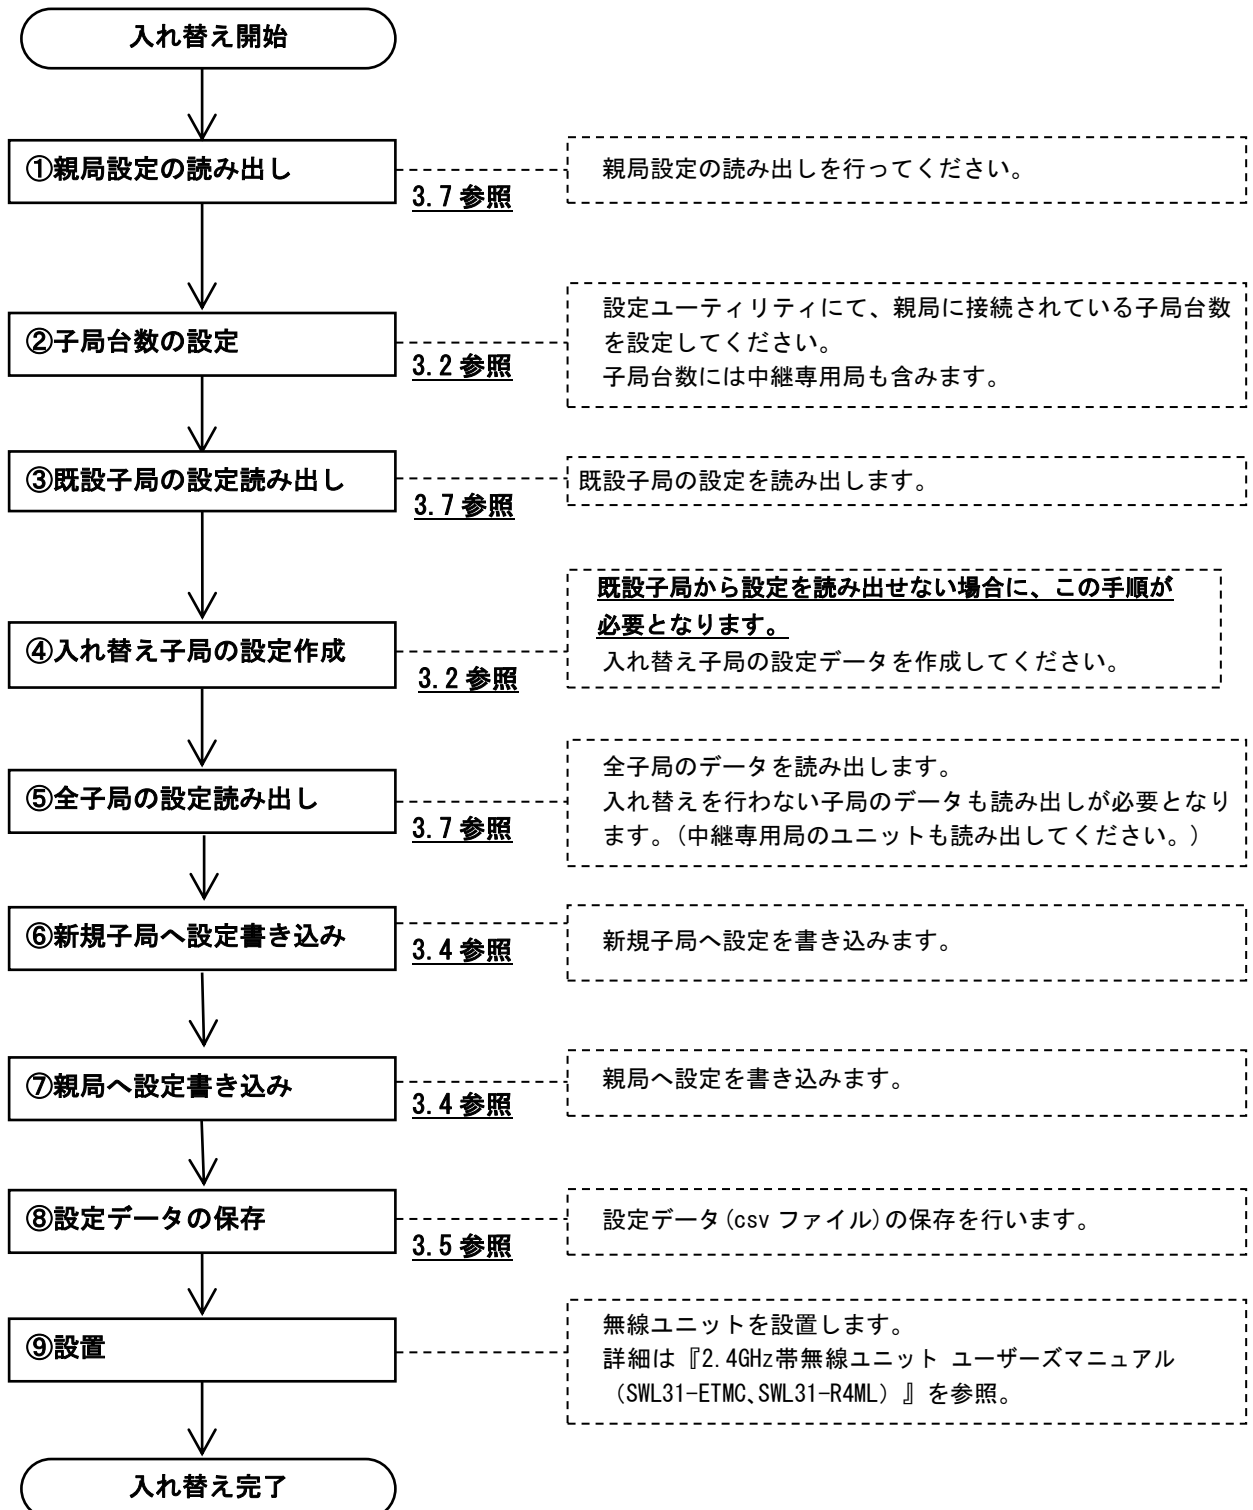 入れ替え開始
①親局設定の読み出し
3.7 参照
親局設定の読み出しを行ってください。
②子局台数の設定
3.2 参照
設定ユーティリティにて、親局に接続されている子局台数
を設定してください。
子局台数には中継専用局も含みます。
③既設子局の設定読み出し
3.7 参照
既設子局の設定を読み出します。
④入れ替え子局の設定作成
3.2 参照
既設子局から設定を読み出せない場合に、この手順が
必要となります。
入れ替え子局の設定データを作成してください。
⑤全子局の設定読み出し
3.7 参照
全子局のデータを読み出します。
入れ替えを行わない子局のデータも読み出しが必要となり
ます。(中継専用局のユニットも読み出してください。)
⑥新規子局へ設定書き込み
3.4 参照
新規子局へ設定を書き込みます。
⑦親局へ設定書き込み
3.4 参照
親局へ設定を書き込みます。
⑧設定データの保存
3.5 参照
設定データ(csv ファイル)の保存を行います。
⑨設置
無線ユニットを設置します。
詳細は『2.4GHz帯無線ユニット ユーザーズマニュアル
(SWL31-ETMC、SWL31-R4ML)』を参照。
入れ替え完了